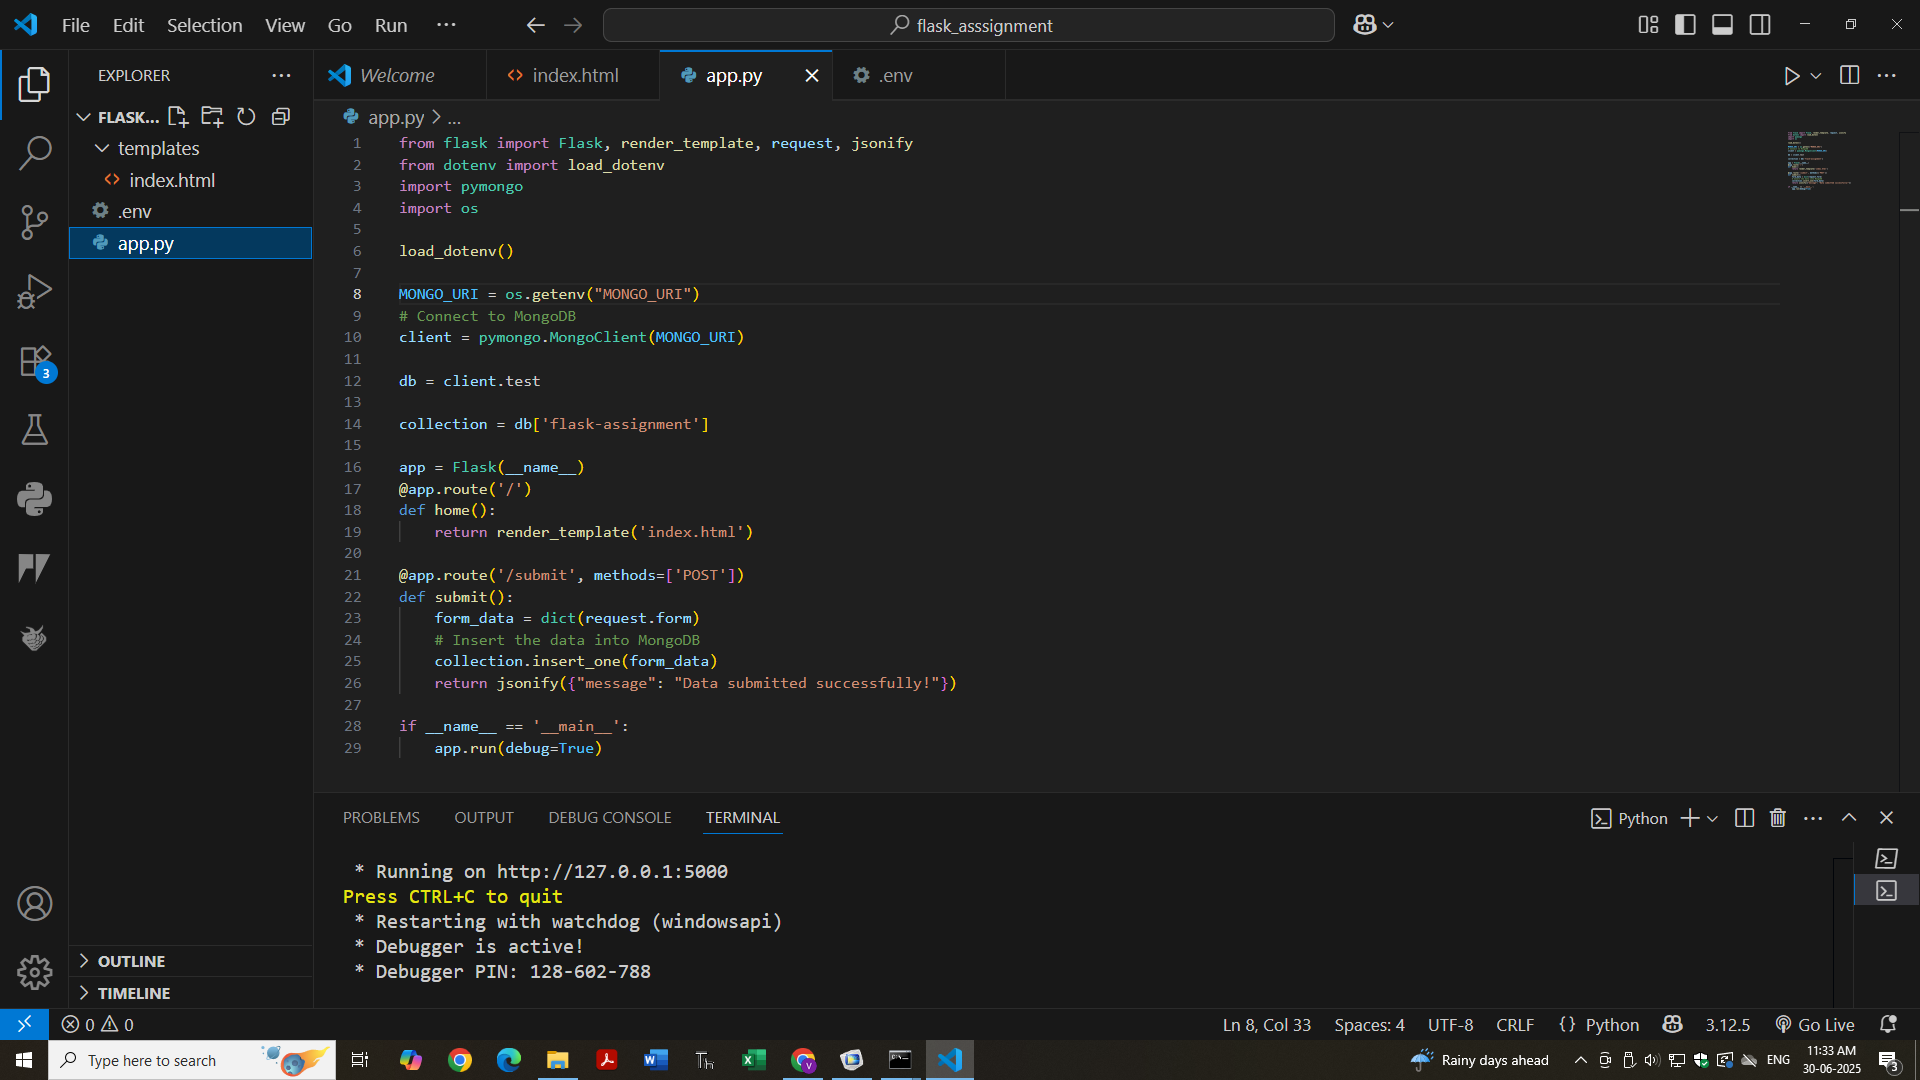 File Edit Selection View Go Run ··· flask_asssignment
EXPLORER
FLASK...
templates
index.html
.env
app.py
OUTLINE
TIMELINE
Welcome index.html app.py .env
app.py > ...
1 from flask import Flask, render_template, request, jsonify
2 from dotenv import load_dotenv
3 import pymongo
4 import os
5
6 load_dotenv()
7
8 MONGO_URI = os.getenv("MONGO_URI")
9 # Connect to MongoDB
10 client = pymongo.MongoClient(MONGO_URI)
11
12 db = client.test
13
14 collection = db['flask-assignment']
15
16 app = Flask(__name__)
17 @app.route('/')
18 def home():
19 return render_template('index.html')
20
21 @app.route('/submit', methods=['POST'])
22 def submit():
23 form_data = dict(request.form)
24 # Insert the data into MongoDB
25 collection.insert_one(form_data)
26 return jsonify({"message": "Data submitted successfully!"})
27
28 if __name__ == '__main__':
29 app.run(debug=True)
PROBLEMS OUTPUT DEBUG CONSOLE TERMINAL Python
* Running on http://127.0.0.1:5000
Press CTRL+C to quit
* Restarting with watchdog (windowsapi)
* Debugger is active!
* Debugger PIN: 128-602-788
3
0 0 Ln 8, Col 33 Spaces: 4 UTF-8 CRLF {} Python 3.12.5 Go Live
Type here to search Rainy days ahead ENG 11:33 AM
30-06-2025
3